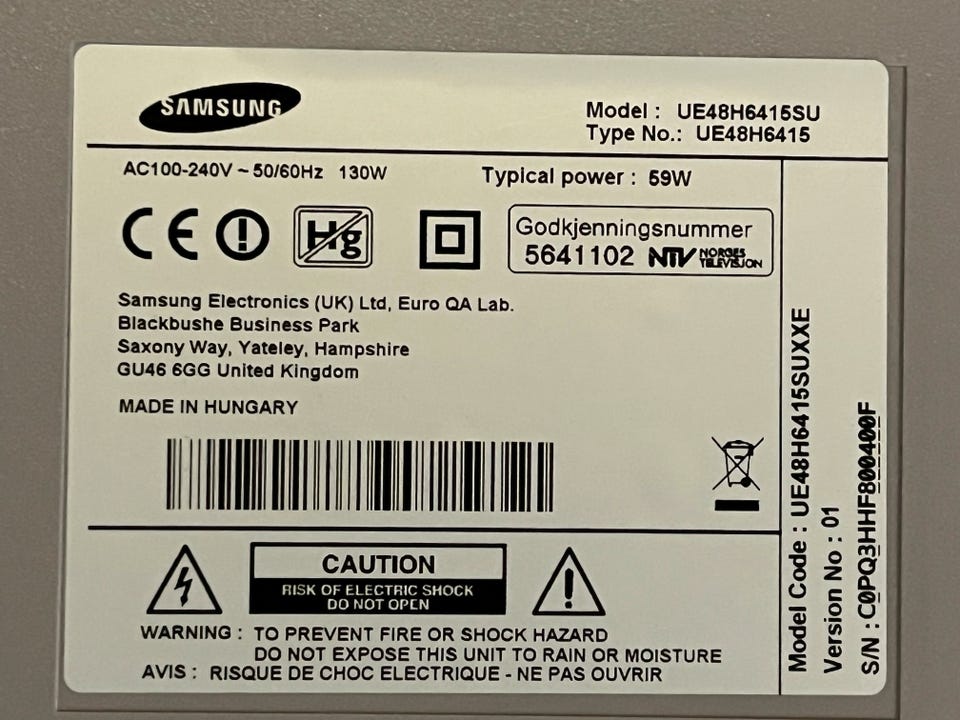 SAMSUNG
Model : UE48H6415SU
Type No.: UE48H6415
AC100-240V ~ 50/60Hz 130W
Typical power : 59W
CE
Hg
Godkjenningsnummer
5641102 NTV NORGES TELEVISJON
Samsung Electronics (UK) Ltd, Euro QA Lab.
Blackbushe Business Park
Saxony Way, Yateley, Hampshire
GU46 6GG United Kingdom
MADE IN HUNGARY
CAUTION
RISK OF ELECTRIC SHOCK
DO NOT OPEN
WARNING : TO PREVENT FIRE OR SHOCK HAZARD
DO NOT EXPOSE THIS UNIT TO RAIN OR MOISTURE
AVIS : RISQUE DE CHOC ELECTRIQUE - NE PAS OUVRIR
Model Code : UE48H6415SUXXE
Version No : 01
S/N : C0PQ3HHF800400F